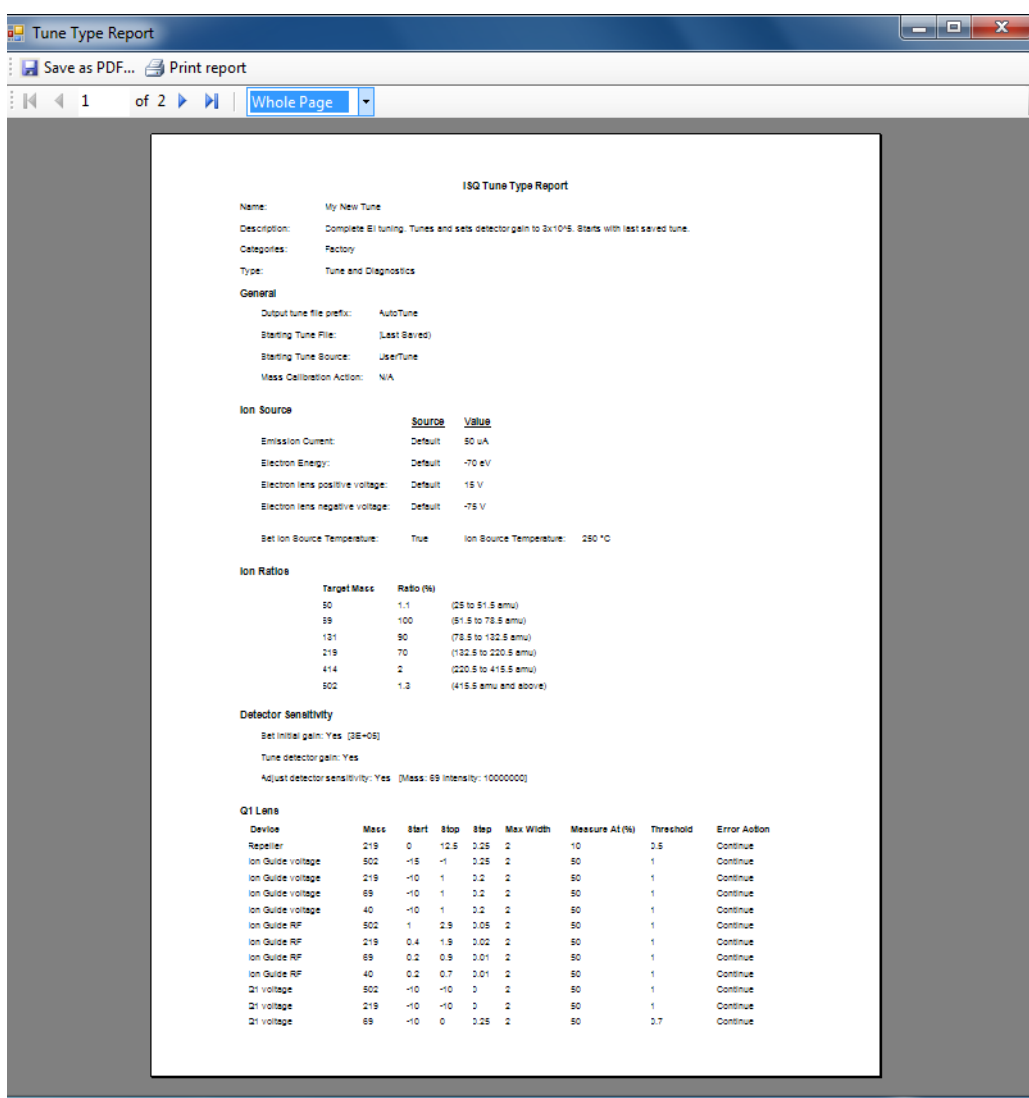 Tune Type Report
Save as PDF... Print report
1 of 2 Whole Page
ISQ Tune Type Report
Name: My New Tune
Description: Complete EI tuning. Tunes and sets detector gain to 3x10^5. Starts with last saved tune.
Categories: Factory
Type: Tune and Diagnostics
General
Output tune file prefix: AutoTune
Starting Tune File: (Last Saved)
Starting Tune Source: UserTune
Mass Calibration Action: N/A
Ion Source
Source Value
Emission Current: Default 50 uA
Electron Energy: Default -70 eV
Electron lens positive voltage: Default 15 V
Electron lens negative voltage: Default -75 V
Set Ion Source Temperature: True Ion Source Temperature: 250 °C
Ion Ratios
Target Mass Ratio (%)
50 1.1 (25 to 51.5 amu)
69 100 (51.5 to 78.5 amu)
131 90 (78.5 to 132.5 amu)
219 70 (132.5 to 220.5 amu)
414 2 (220.5 to 415.5 amu)
502 1.3 (415.5 amu and above)
Detector Sensitivity
Set initial gain: Yes [3E+05]
Tune detector gain: Yes
Adjust detector sensitivity: Yes [Mass: 69 Intensity: 10000000]
Q1 Lens
Device Mass Start Stop Step Max Width Measure At (%) Threshold Error Action
Repeller 219 0 12.5 0.25 2 10 0.5 Continue
Ion Guide voltage 502 -15 -1 0.25 2 50 1 Continue
Ion Guide voltage 219 -10 1 0.2 2 50 1 Continue
Ion Guide voltage 69 -10 1 0.2 2 50 1 Continue
Ion Guide voltage 40 -10 1 0.2 2 50 1 Continue
Ion Guide RF 502 1 2.9 0.05 2 50 1 Continue
Ion Guide RF 219 0.4 1.9 0.02 2 50 1 Continue
Ion Guide RF 69 0.2 0.9 0.01 2 50 1 Continue
Ion Guide RF 40 0.2 0.7 0.01 2 50 1 Continue
Q1 voltage 502 -10 -10 0 2 50 1 Continue
Q1 voltage 219 -10 -10 0 2 50 1 Continue
Q1 voltage 69 -10 0 0.25 2 50 0.7 Continue